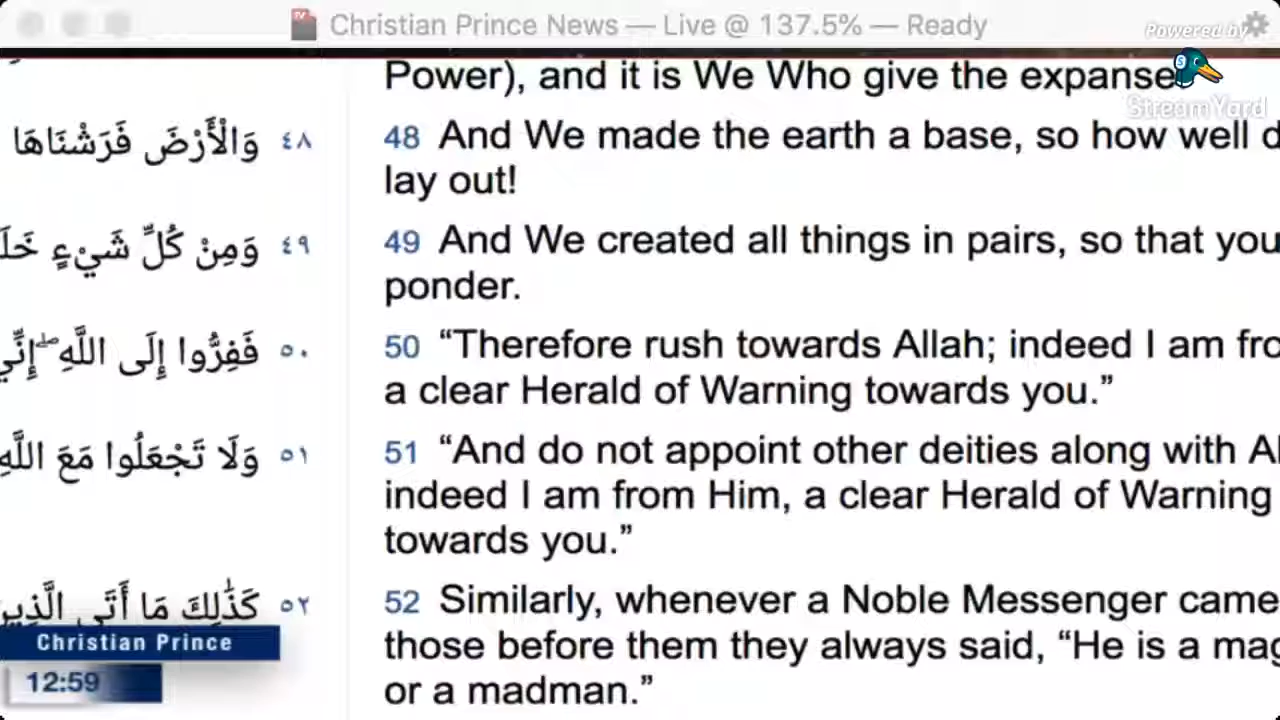 Christian Prince News — Live @ 137.5% — Ready
Powered by
StreamYard
Power), and it is We Who give the expanse
وَالْأَرْضَ فَرَشْنَاهَا ٤٨
48 And We made the earth a base, so how well
lay out!
وَمِنْ كُلِّ شَيْءٍ ٤٩
49 And We created all things in pairs, so that you
ponder.
فَفِرُّوا إِلَى اللَّهِ ۖ إِنِّي ٥٠
50 “Therefore rush towards Allah; indeed I am
a clear Herald of Warning towards you.”
وَلَا تَجْعَلُوا مَعَ اللَّهِ ٥١
51 “And do not appoint other deities along with
indeed I am from Him, a clear Herald of Warning
towards you.”
كَذَٰلِكَ مَا أَتَى الَّذِينَ ٥٢
52 Similarly, whenever a Noble Messenger came
those before them they always said, “He is a
or a madman.”
Christian Prince
12:59